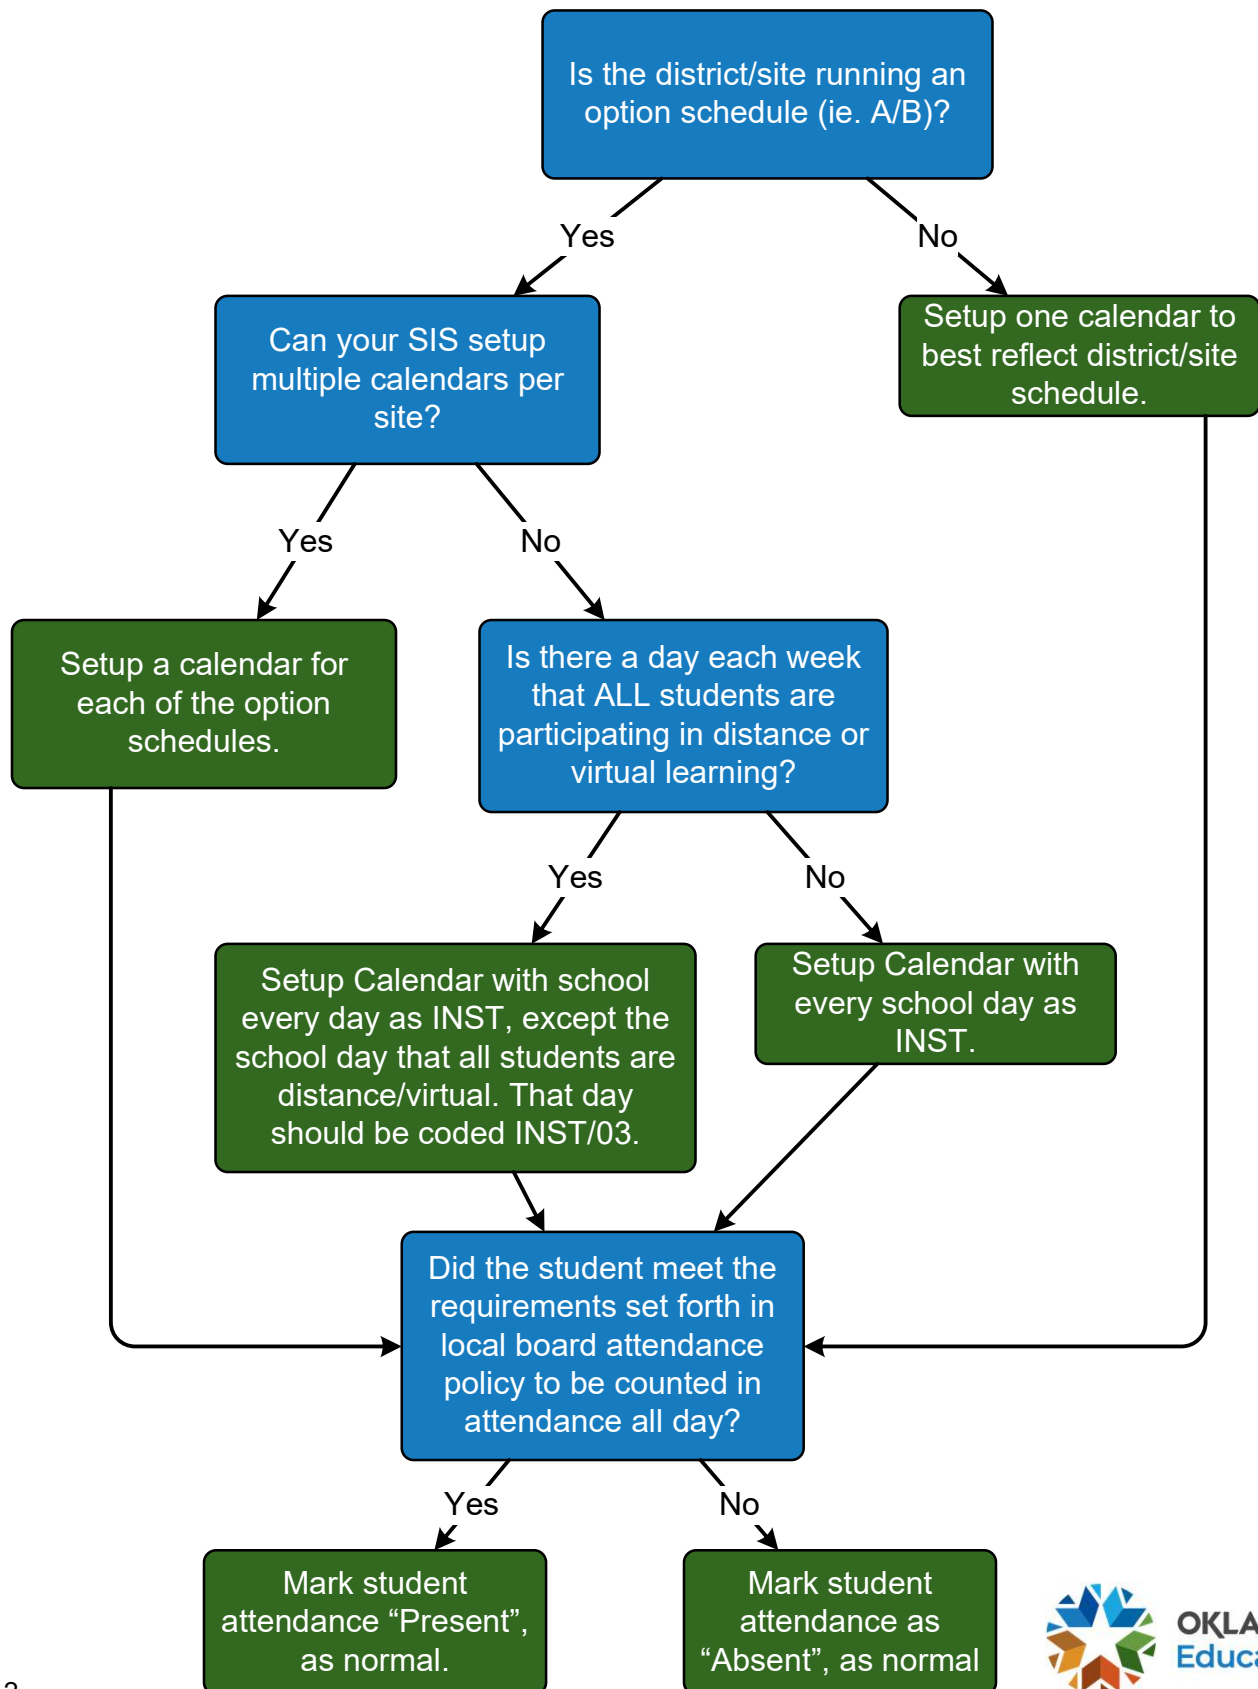 Is the district/site running an
option schedule (ie. A/B)?
Yes
No
Can your SIS setup
multiple calendars per
site?
Setup one calendar to
best reflect district/site
schedule.
Yes
No
Setup a calendar for
each of the option
schedules.
Is there a day each week
that ALL students are
participating in distance or
virtual learning?
Yes
No
Setup Calendar with school
every day as INST, except the
school day that all students are
distance/virtual. That day
should be coded INST/03.
Setup Calendar with
every school day as
INST.
Did the student meet the
requirements set forth in
local board attendance
policy to be counted in
attendance all day?
Yes
No
Mark student
attendance “Present”,
as normal.
Mark student
attendance as
“Absent”, as normal
OKLA
Educa